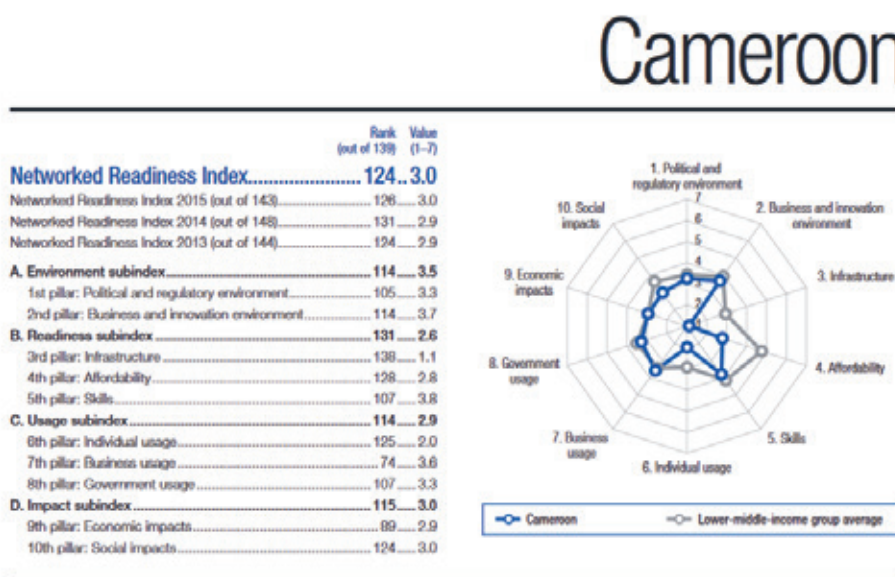 Cameroon
Rank Value
(out of 139) (1–7)
Networked Readiness Index......................124..3.0
Networked Readiness Index 2015 (out of 143)......................126.....3.0
Networked Readiness Index 2014 (out of 148)......................131.....2.9
Networked Readiness Index 2013 (out of 144)......................124.....2.9
A. Environment subindex......................114.....3.5
1st pillar: Political and regulatory environment......................105.....3.3
2nd pillar: Business and innovation environment......................114.....3.7
B. Readiness subindex......................131.....2.6
3rd pillar: Infrastructure......................138.....1.1
4th pillar: Affordability......................128.....2.8
5th pillar: Skills......................107.....3.8
C. Usage subindex......................114.....2.9
6th pillar: Individual usage......................125.....2.0
7th pillar: Business usage......................74.....3.6
8th pillar: Government usage......................107.....3.3
D. Impact subindex......................115.....3.0
9th pillar: Economic impacts......................89.....2.9
10th pillar: Social impacts......................124.....3.0
1. Political and
regulatory environment
7
6
5
4
3
2
1
2. Business and innovation
environment
3. Infrastructure
4. Affordability
5. Skills
6. Individual usage
7. Business
usage
8. Government
usage
9. Economic
impacts
10. Social
impacts
Cameroon
Lower-middle-income group average